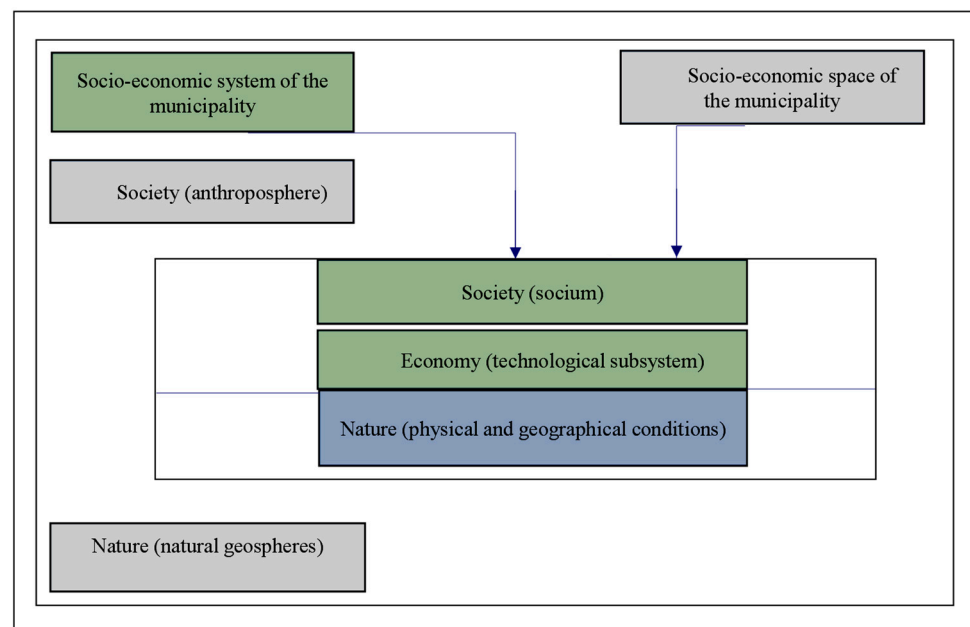 Socio-economic system of the
municipality
Socio-economic space of
the municipality
Society (anthroposphere)
Society (socium)
Economy (technological subsystem)
Nature (physical and geographical conditions)
Nature (natural geospheres)